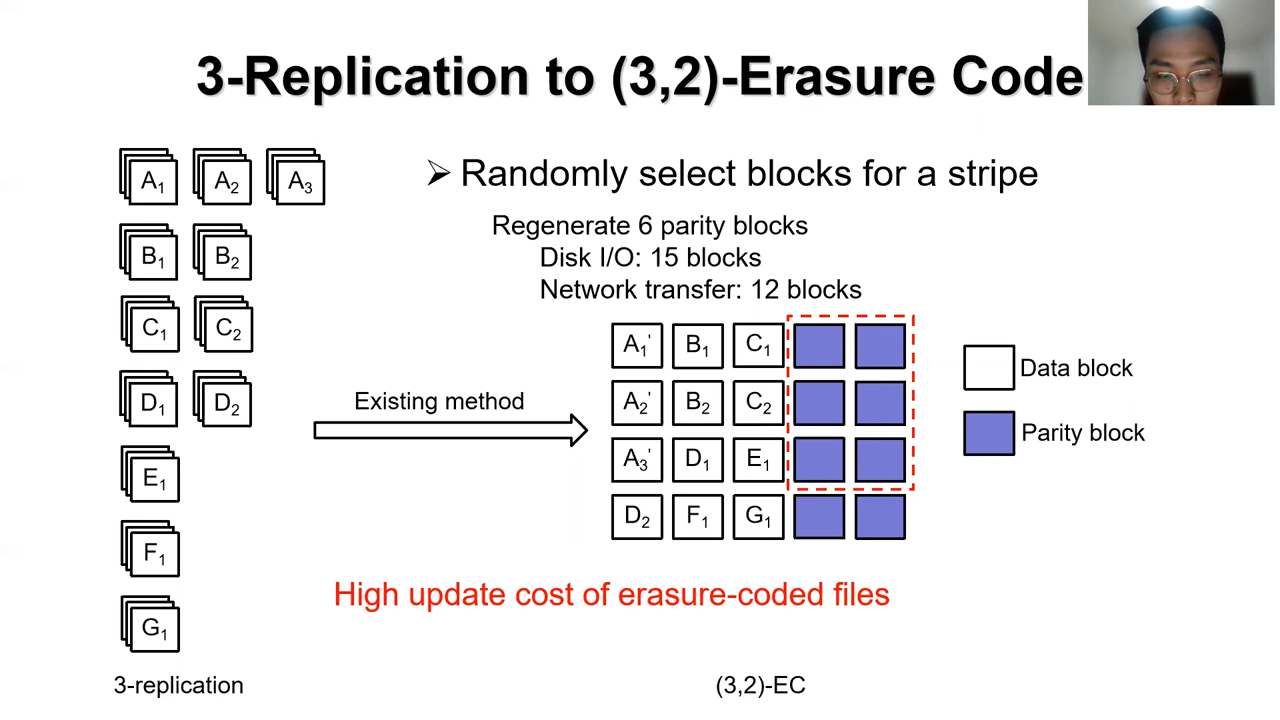 3-Replication to (3,2)-Erasure Code
A₁ A₂ A₃
B₁ B₂
C₁ C₂
D₁ D₂
E₁
F₁
G₁
3-replication
➢ Randomly select blocks for a stripe
Regenerate 6 parity blocks
Disk I/O: 15 blocks
Network transfer: 12 blocks
Existing method
A₁' B₁ C₁
A₂' B₂ C₂
A₃' D₁ E₁
D₂ F₁ G₁
Data block
Parity block
High update cost of erasure-coded files
(3,2)-EC